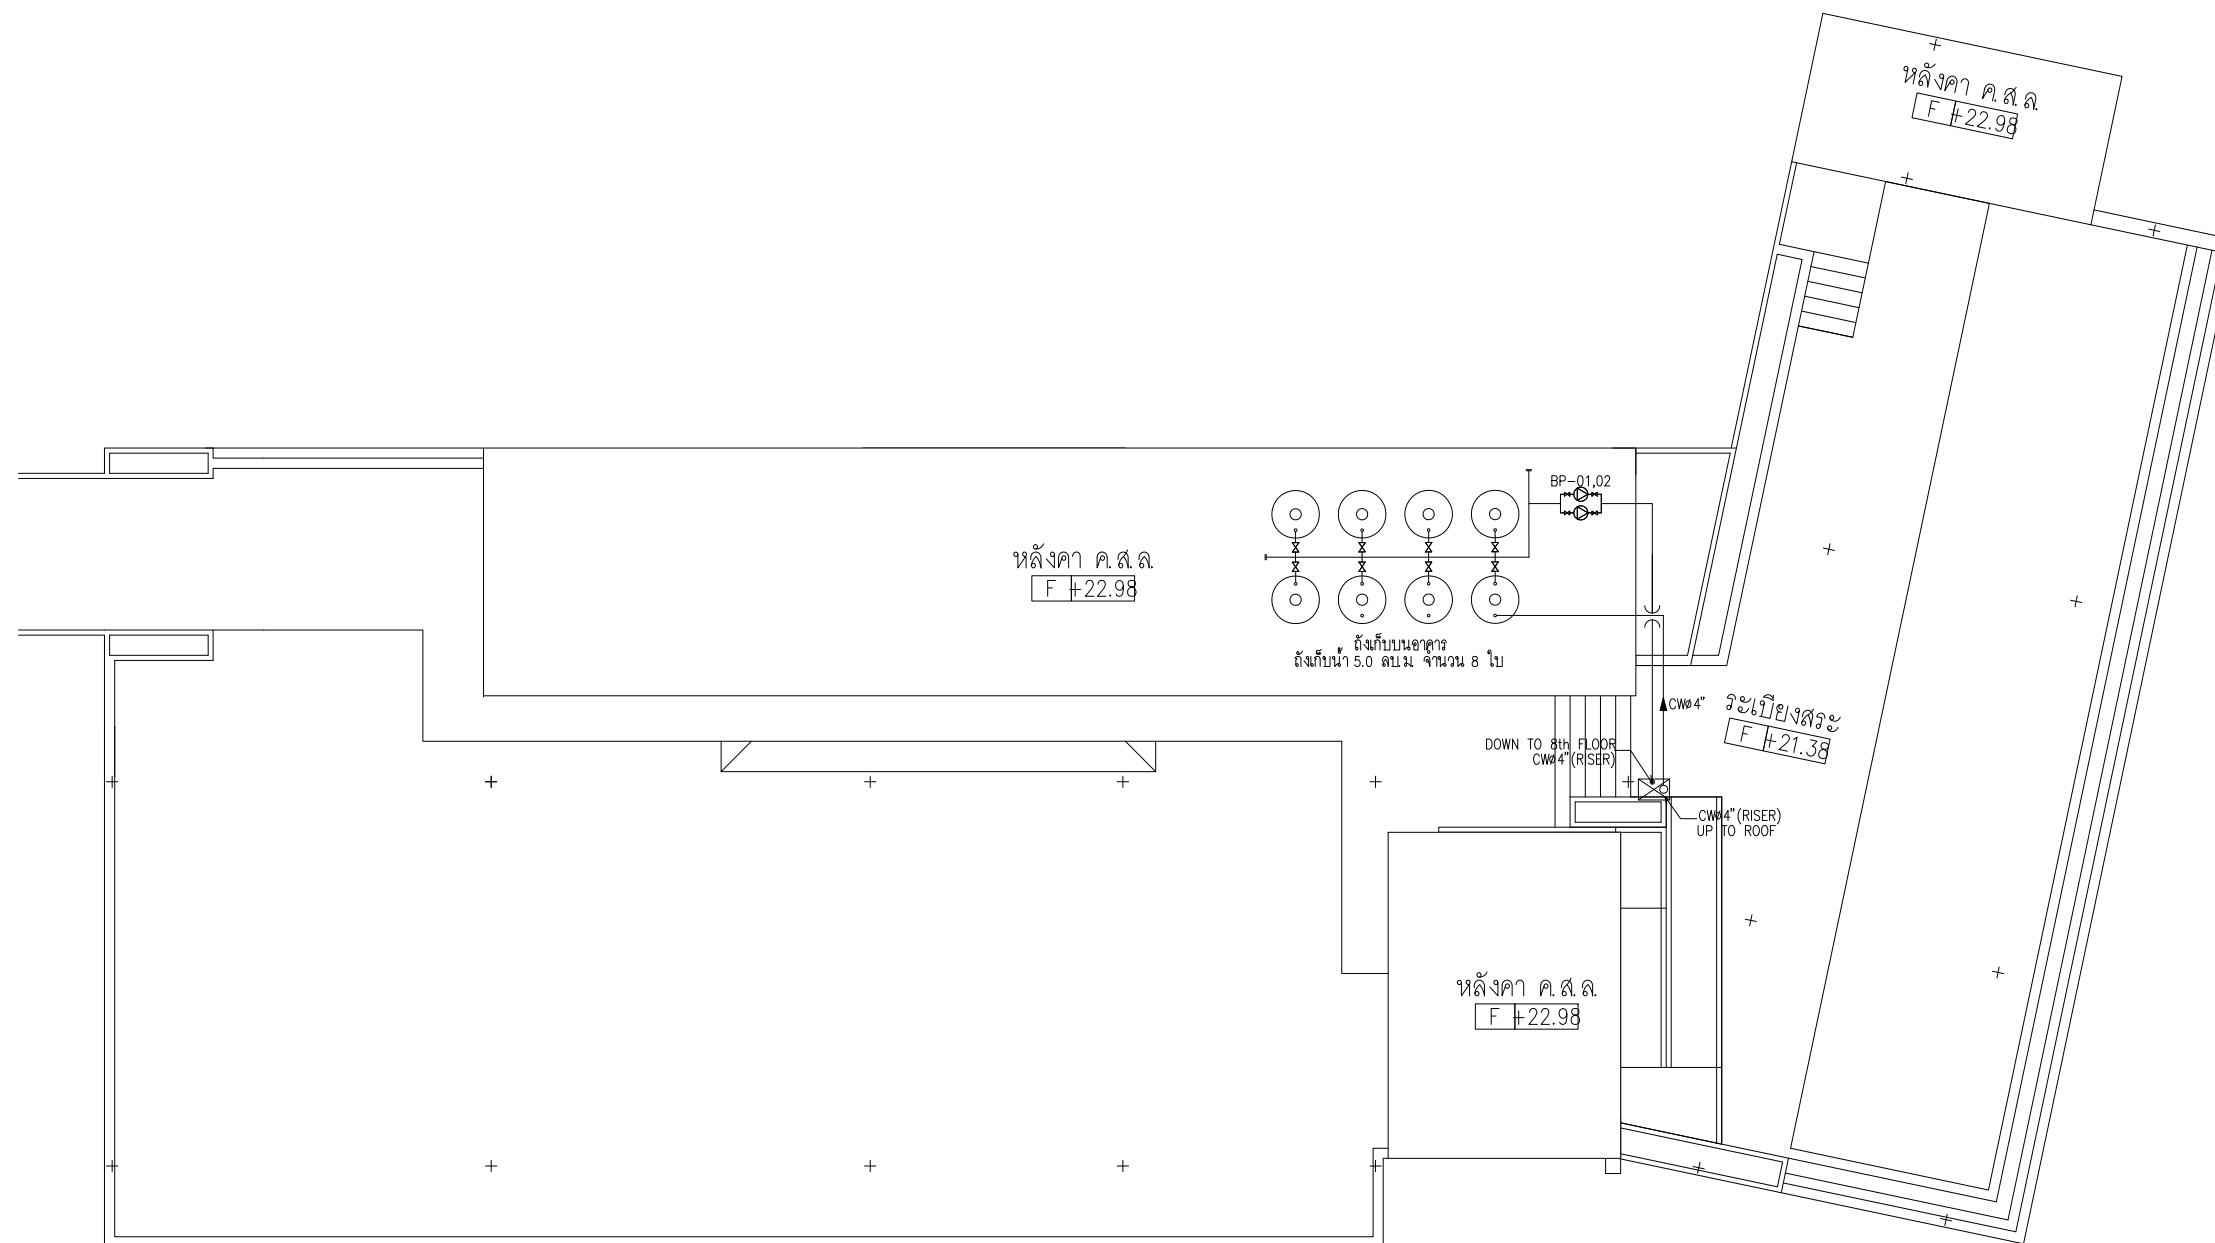 หลังคา ค.ส.ล.
F +22.98
BP-01,02
หลังคา ค.ส.ล.
F +22.98
ถังเก็บบนอาคาร
ถังเก็บน้ำ 5.0 ลบ.ม. จำนวน 8 ใบ
CWø4"
ระเบียงสระ
F +21.38
DOWN TO 8th FLOOR
CWø4"(RISER)
CWø4"(RISER)
UP TO ROOF
หลังคา ค.ส.ล.
F +22.98